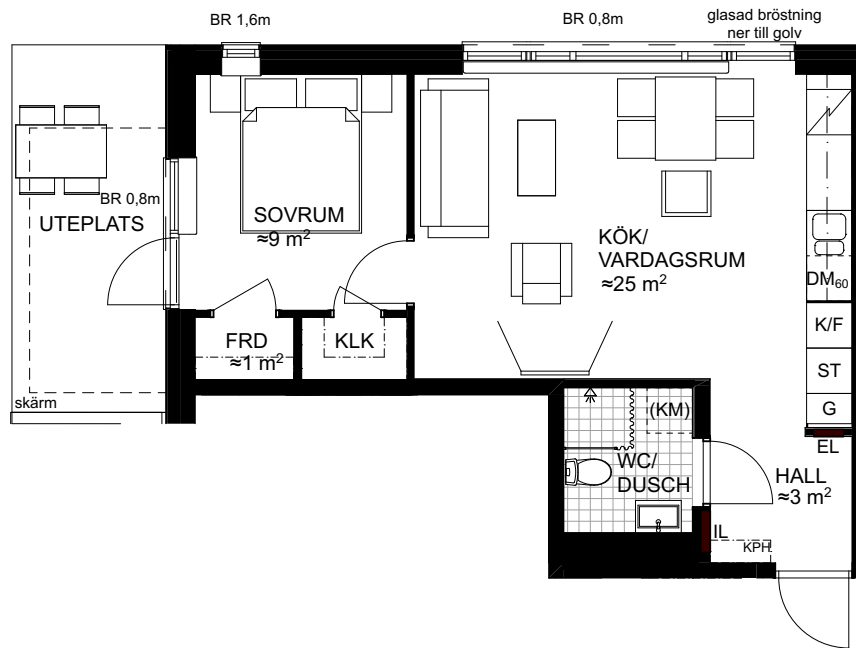 BR 1,6m
BR 0,8m
glasad bröstning
ner till golv
BR 0,8m
UTEPLATS
SOVRUM
≈9 m²
KÖK/
VARDAGSRUM
≈25 m²
DM₆₀
K/F
ST
G
EL
FRD
≈1 m²
KLK
skärm
(KM)
WC/
DUSCH
HALL
≈3 m²
IL
KPH